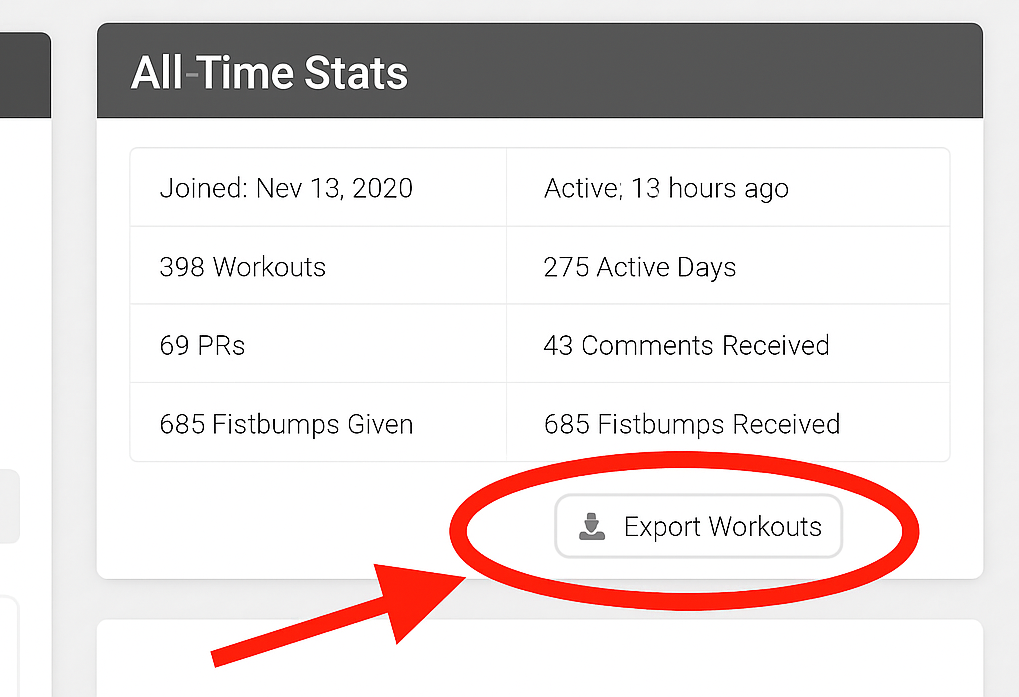 All-Time Stats
Joined: Nev 13, 2020
Active; 13 hours ago
398 Workouts
275 Active Days
69 PRs
43 Comments Received
685 Fistbumps Given
685 Fistbumps Received
Export Workouts